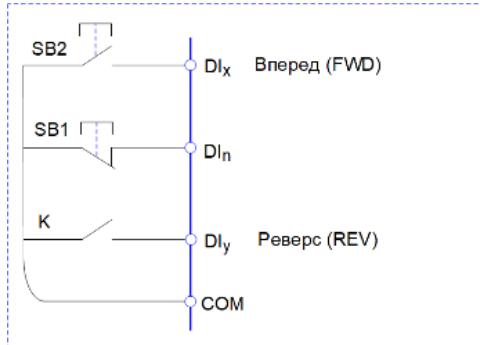 SB2
DIx Вперед (FWD)
SB1
DIn
K
DIy Реверс (REV)
COM